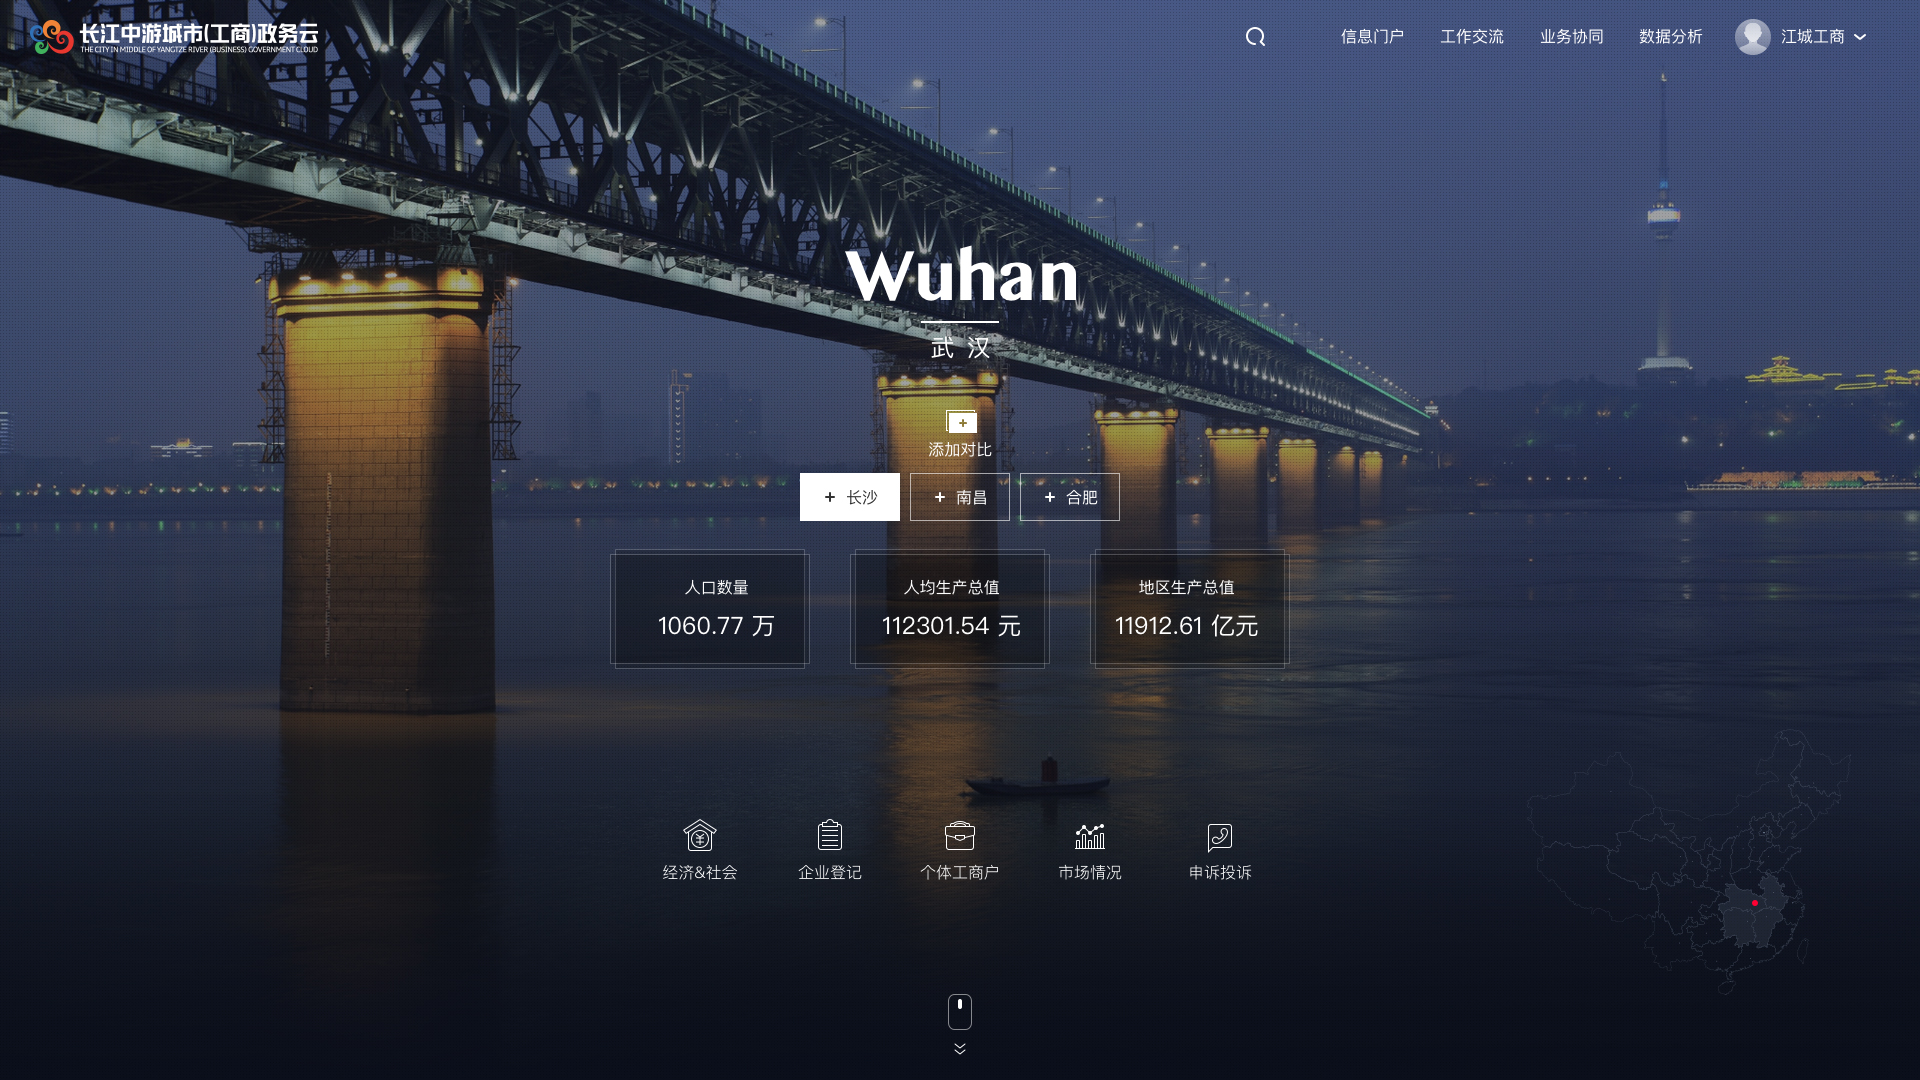 长江中游城市(工商)政务云
THE CITY IN MIDDLE OF YANGTZE RIVER (BUSINESS) GOVERNMENT CLOUD
信息门户 工作交流 业务协同 数据分析 江城工商
Wuhan
武汉
添加对比
+ 长沙 + 南昌 + 合肥
人口数量 人均生产总值 地区生产总值
1060.77 万 112301.54 元 11912.61 亿元
经济&社会 企业登记 个体工商户 市场情况 申诉投诉